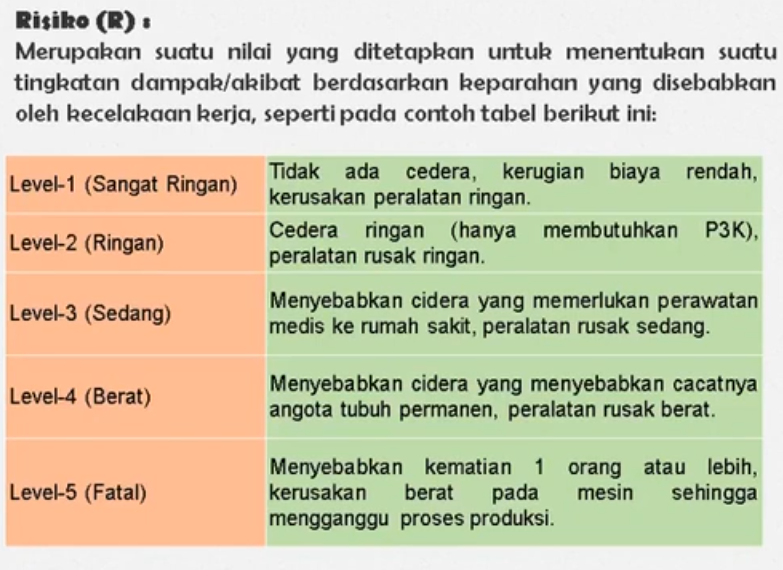 Risiko (R) :
Merupakan suatu nilai yang ditetapkan untuk menentukan suatu
tingkatan dampak/akibat berdasarkan keparahan yang disebabkan
oleh kecelakaan kerja, seperti pada contoh tabel berikut ini:
Level-1 (Sangat Ringan)
Tidak ada cedera, kerugian biaya rendah,
kerusakan peralatan ringan.
Level-2 (Ringan)
Cedera ringan (hanya membutuhkan P3K),
peralatan rusak ringan.
Level-3 (Sedang)
Menyebabkan cidera yang memerlukan perawatan
medis ke rumah sakit, peralatan rusak sedang.
Level-4 (Berat)
Menyebabkan cidera yang menyebabkan cacatnya
angota tubuh permanen, peralatan rusak berat.
Level-5 (Fatal)
Menyebabkan kematian 1 orang atau lebih,
kerusakan berat pada mesin sehingga
mengganggu proses produksi.